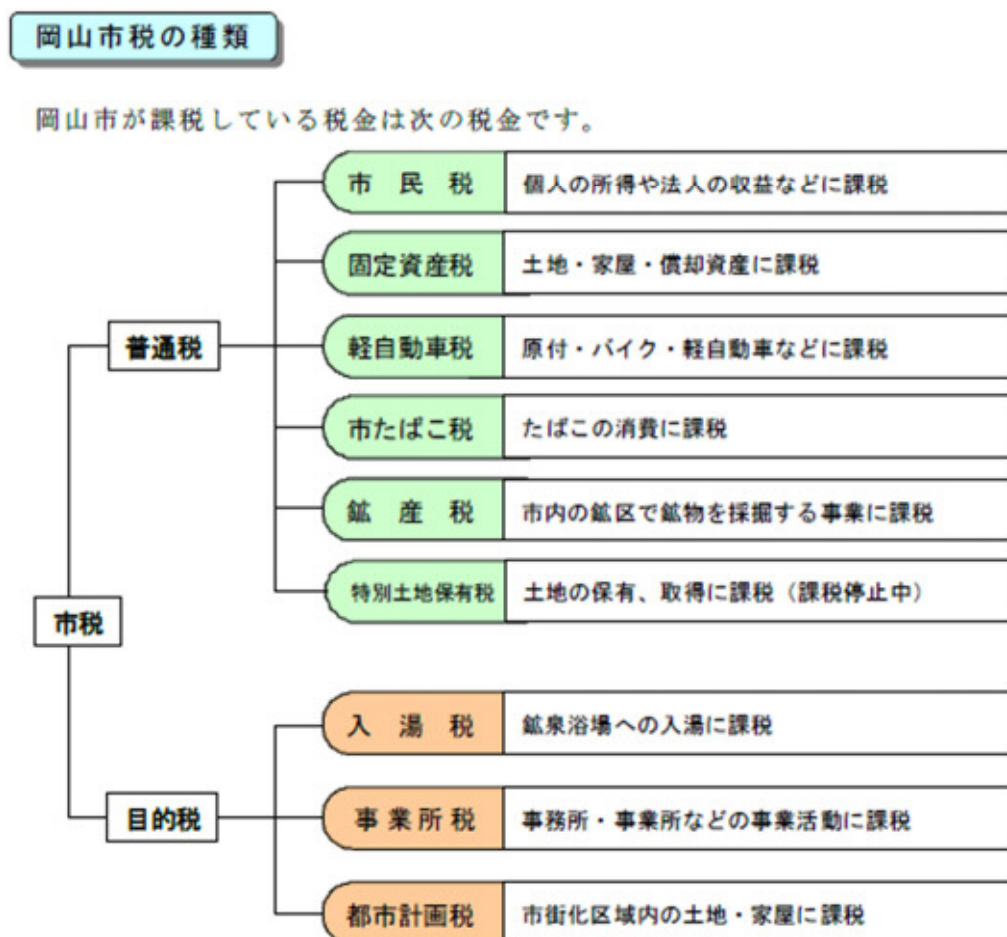 岡山市税の種類
岡山市が課税している税金は次の税金です。
市民税 個人の所得や法人の収益などに課税
固定資産税 土地・家屋・償却資産に課税
普通税
軽自動車税 原付・バイク・軽自動車などに課税
市たばこ税 たばこの消費に課税
鉱産税 市内の鉱区で鉱物を採掘する事業に課税
特別土地保有税 土地の保有、取得に課税（課税停止中）
市税
入湯税 鉱泉浴場への入湯に課税
目的税
事業所税 事務所・事業所などの事業活動に課税
都市計画税 市街化区域内の土地・家屋に課税